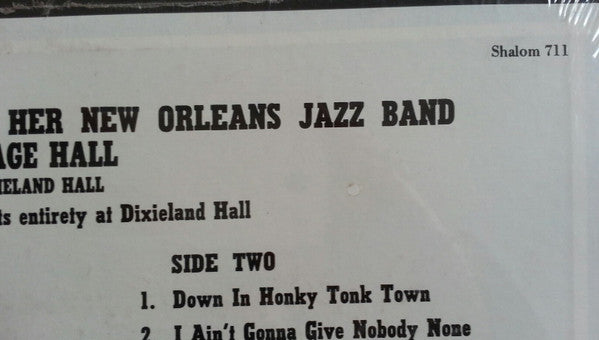 Shalom 711
HER NEW ORLEANS JAZZ BAND
AGE HALL
IELAND HALL
ts entirety at Dixieland Hall
SIDE TWO
1. Down In Honky Tonk Town
2 I Ain't Gonna Give Nobody None